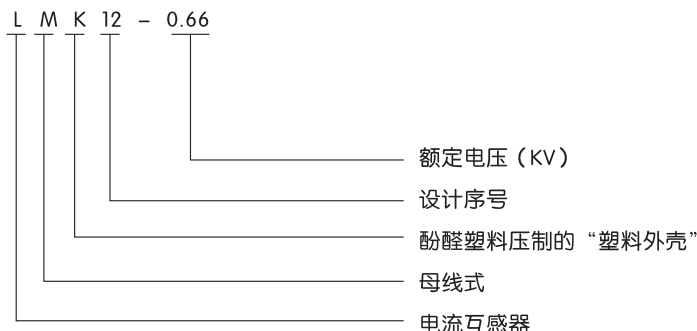 L M K 12 - 0.66
额定电压（KV）
设计序号
酚醛塑料压制的“塑料外壳”
母线式
电流互感器